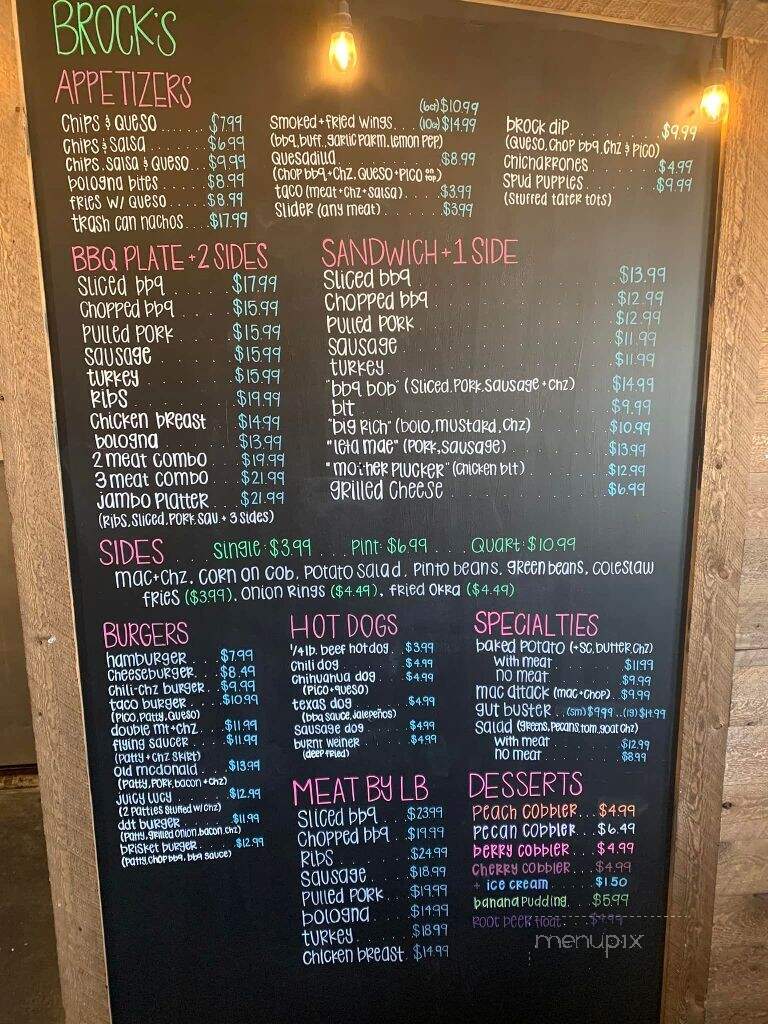 BROCK'S
APPETIZERS
Chips & Queso ...... $7.99
Chips & Salsa ....... $6.99
Chips, Salsa & Queso ... $9.99
Bologna Bites ..... $8.99
Fries w/ Queso ..... $8.99
Trash Can Nachos ... $17.99
(6ct) $10.99
Smoked + Fried Wings ... (10ct) $14.99
(bbq, buff, garlic parm, lemon pep)
Quesadilla ......... $8.99
(chop bbq + chz, queso + pico)
Taco (meat + chz + salsa) ..... $3.99
Slider (any meat) ....... $3.99
Brock Dip ......... $9.99
(queso, chop bbq, chz & pico)
Chicharrones ...... $4.99
Spud Puppies ...... $9.99
(stuffed tater tots)
BBQ PLATE + 2 SIDES
Sliced BBQ ..... $17.99
Chopped BBQ ... $15.99
Pulled Pork .... $15.99
Sausage ....... $15.99
Turkey ........ $15.99
Ribs .......... $19.99
Chicken Breast ... $14.99
Bologna ....... $13.99
2 Meat Combo ... $19.99
3 Meat Combo ... $21.99
Jambo Platter ... $21.99
(ribs, sliced, pork, sau. + 3 sides)
SANDWICH + 1 SIDE
Sliced BBQ ............ $13.99
Chopped BBQ ........... $12.99
Pulled Pork ........... $12.99
Sausage ............. $11.99
Turkey .............. $11.99
"BBQ Bob" (sliced, pork, sausage + chz) ... $14.99
BLT ................. $9.99
"Big Rich" (bolo, mustard, chz) ...... $10.99
"Leta Mae" (pork, sausage) ....... $13.99
"Mother Plucker" (chicken blt) ...... $12.99
Grilled Cheese ........... $6.99
SIDES Single: $3.99 .... Pint: $6.99 .... Quart: $10.99
mac + chz, corn on cob, potato salad, pinto beans, green beans, coleslaw
fries ($3.99), onion rings ($4.49), fried okra ($4.49)
BURGERS
Hamburger ... $7.99
Cheeseburger .. $8.49
Chili-Chz Burger .. $9.99
Taco Burger .... $10.99
(pico, patty, queso)
Double Mt + Chz ... $11.99
Flying Saucer .... $11.99
(patty + chz skirt)
Old McDonald .... $13.99
(patty, pork, bacon + chz)
Juicy Lucy ..... $12.99
(2 patties stuffed w/ chz)
DDT Burger ..... $11.99
(patty, grilled onion, bacon, chz)
Brisket Burger ... $12.99
(patty, chop bbq, bbq sauce)
HOT DOGS
1/4 lb. Beef Hot Dog .. $3.99
Chili Dog ....... $4.99
Chihuahua Dog .... $4.99
(pico + queso)
Texas Dog ...... $4.99
(bbq sauce, jalepeños)
Sausage Dog .... $4.99
Burnt Weiner .... $4.99
(deep fried)
MEAT BY LB
Sliced BBQ ... $23.99
Chopped BBQ .. $19.99
Ribs ........ $24.99
Sausage ..... $18.99
Pulled Pork ... $19.99
Bologna ..... $14.99
Turkey ...... $18.99
Chicken Breast . $14.99
SPECIALTIES
Baked Potato (+ sc, butter, chz)
with meat ....... $11.99
no meat ........ $9.99
Mac Attack (mac + chop) .. $9.99
Gut Buster .. (sm) $9.99 .. (lg) $14.99
Salad (greens, pecans, tom, goat chz)
with meat ....... $12.99
no meat ........ $8.99
DESSERTS
Peach Cobbler ... $4.99
Pecan Cobbler ... $6.49
Berry Cobbler ... $4.99
Cherry Cobbler ... $4.99
+ Ice Cream ..... $1.50
Banana Pudding ... $5.99
Root Beer Float ... $4.99
menupix